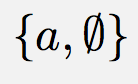 {a, ∅}